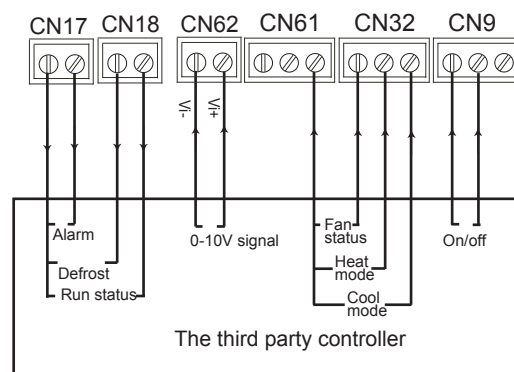 CN17 CN18 CN62 CN61 CN32 CN9
Vi- Vi+
Alarm
Defrost
Run status
0-10V signal
Fan
status
Heat
mode
Cool
mode
On/off
The third party controller